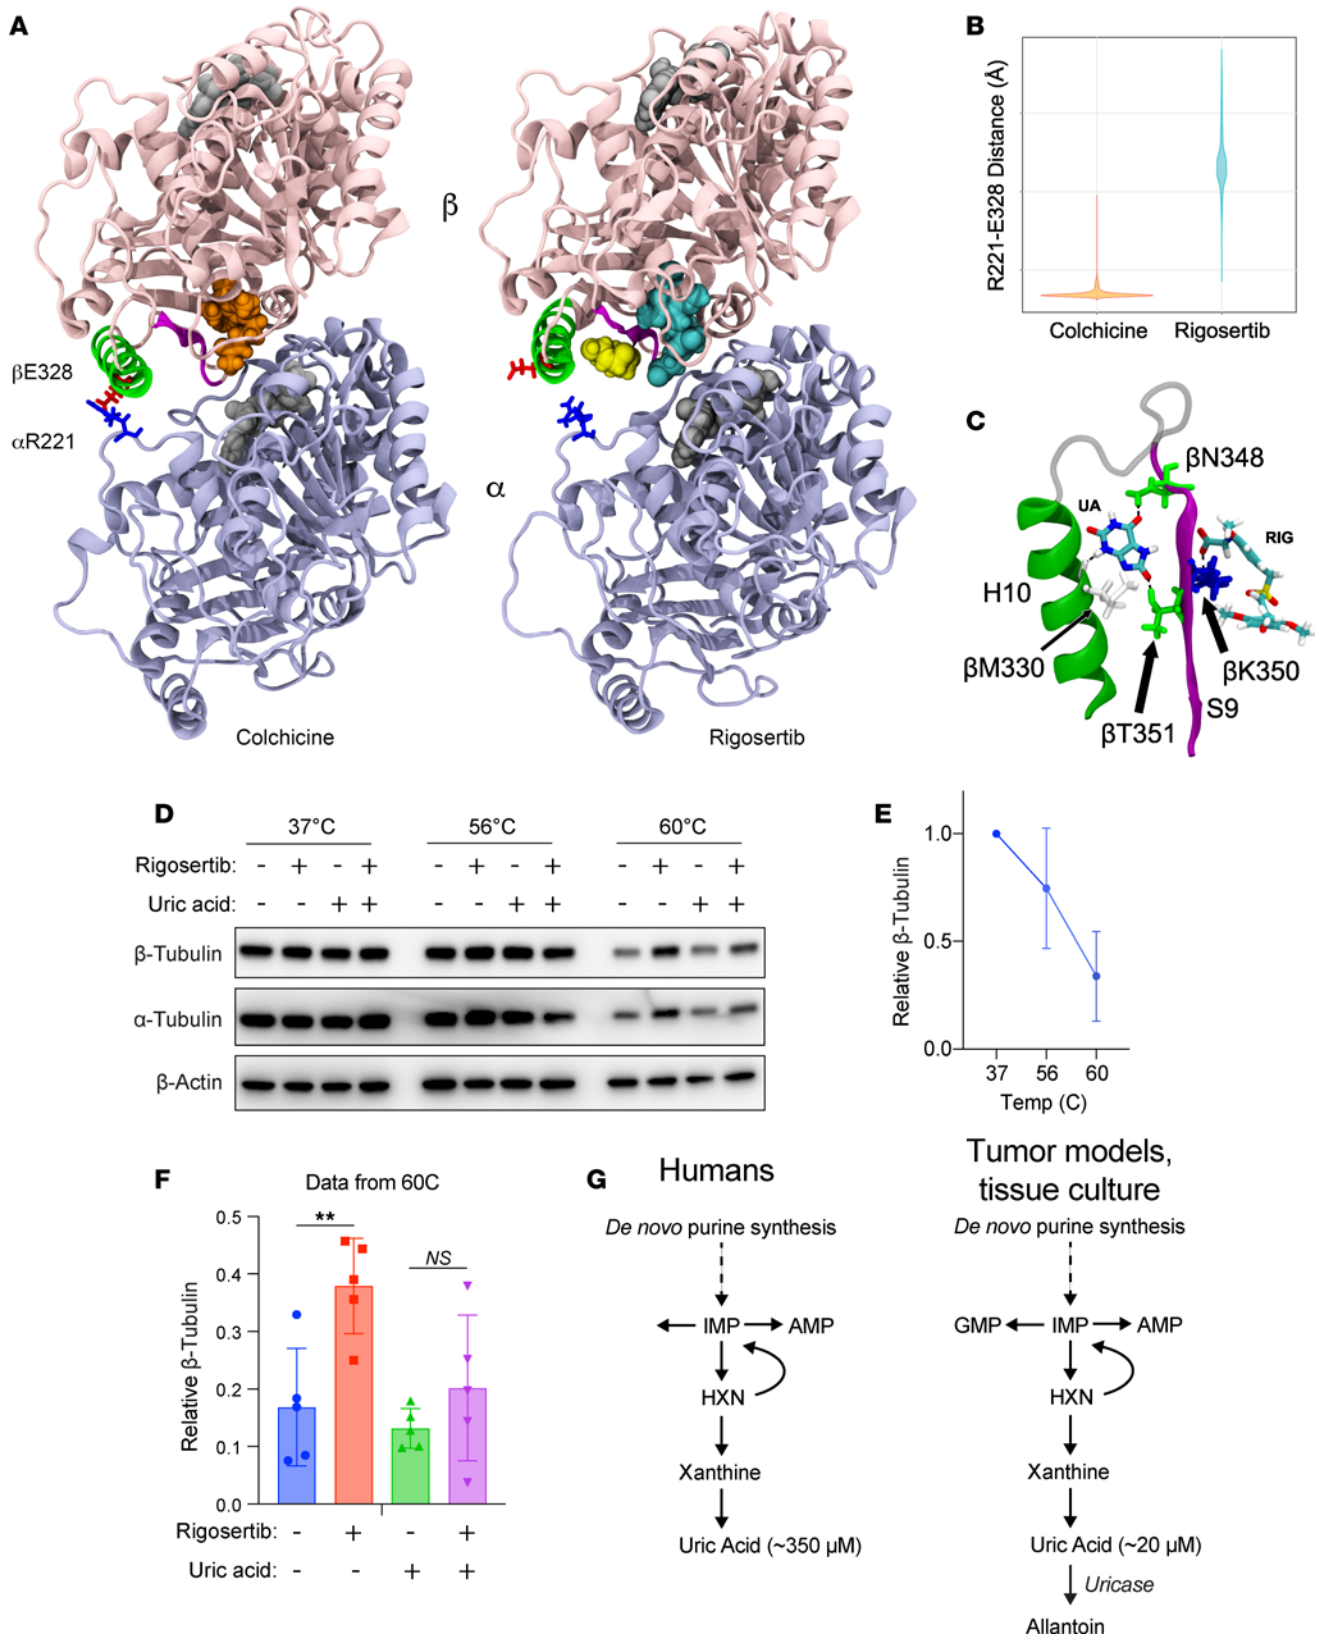 A
β
βE328
αR221
α
Colchicine
Rigosertib
B
R221-E328 Distance (Å)
Colchicine
Rigosertib
C
βN348
UA
RIG
H10
βM330
βK350
S9
βT351
D
37°C
56°C
60°C
Rigosertib: - + - + - + - + - + - +
Uric acid: - - + + - - + + - - + +
β-Tubulin
α-Tubulin
β-Actin
E
Relative β-Tubulin
1.0
0.5
0.0
37
56
60
Temp (C)
F
Data from 60C
Relative β-Tubulin
0.5
0.4
0.3
0.2
0.1
0.0
**
NS
Rigosertib: - + - +
Uric acid: - - + +
G
Humans
De novo purine synthesis
IMP
AMP
HXN
Xanthine
Uric Acid (~350 µM)
Tumor models,
tissue culture
De novo purine synthesis
GMP
IMP
AMP
HXN
Xanthine
Uric Acid (~20 µM)
Uricase
Allantoin